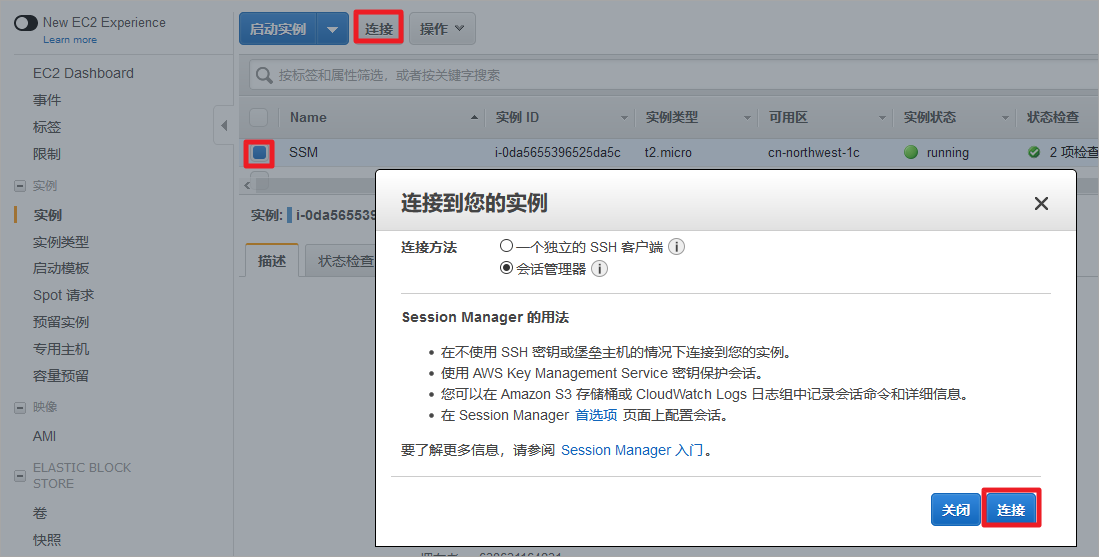 New EC2 Experience
Learn more
启动实例 连接 操作
EC2 Dashboard
事件
标签
限制
实例
实例
实例类型
启动模板
Spot 请求
预留实例
专用主机
容量预留
映像
AMI
ELASTIC BLOCK
STORE
卷
快照
按标签和属性筛选，或者按关键字搜索
Name 实例 ID 实例类型 可用区 实例状态 状态检查
SSM i-0da5655396525da5c t2.micro cn-northwest-1c running 2 项检查
实例: i-0da565539
描述 状态检查
连接到您的实例
连接方法 一个独立的 SSH 客户端
会话管理器
Session Manager 的用法
在不使用 SSH 密钥或堡垒主机的情况下连接到您的实例。
使用 AWS Key Management Service 密钥保护会话。
您可以在 Amazon S3 存储桶或 CloudWatch Logs 日志组中记录会话命令和详细信息。
在 Session Manager 首选项 页面上配置会话。
要了解更多信息，请参阅 Session Manager 入门。
关闭 连接